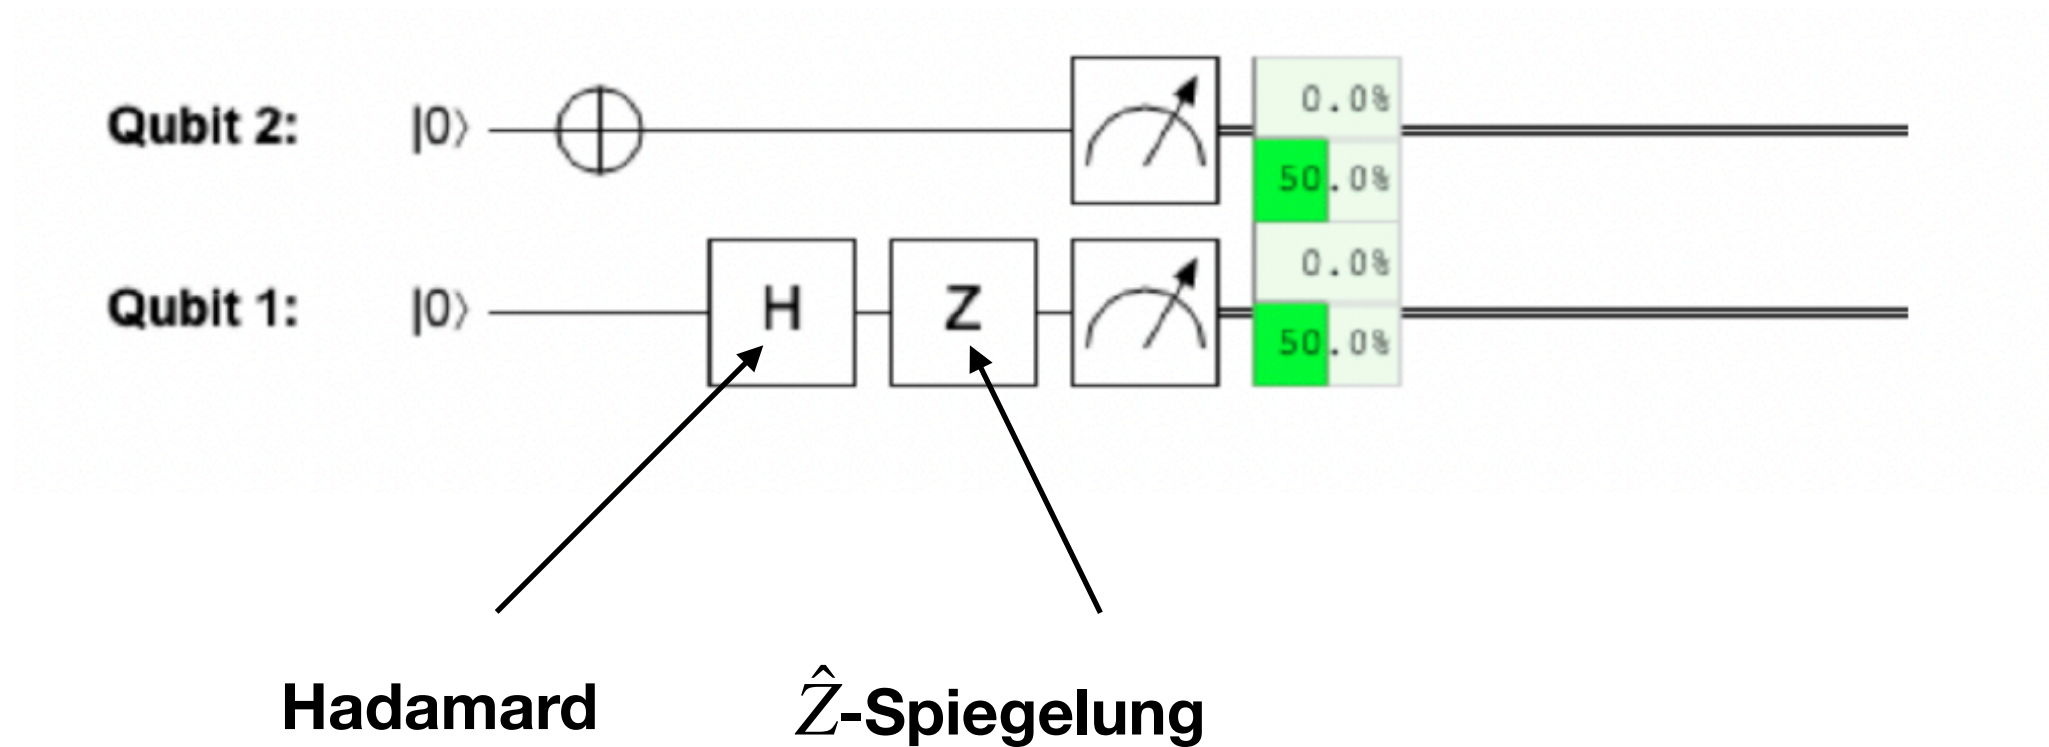 Qubit 2: |0⟩
0.0%
50.0%
Qubit 1: |0⟩ H Z
0.0%
50.0%
Hadamard
Ẑ-Spiegelung